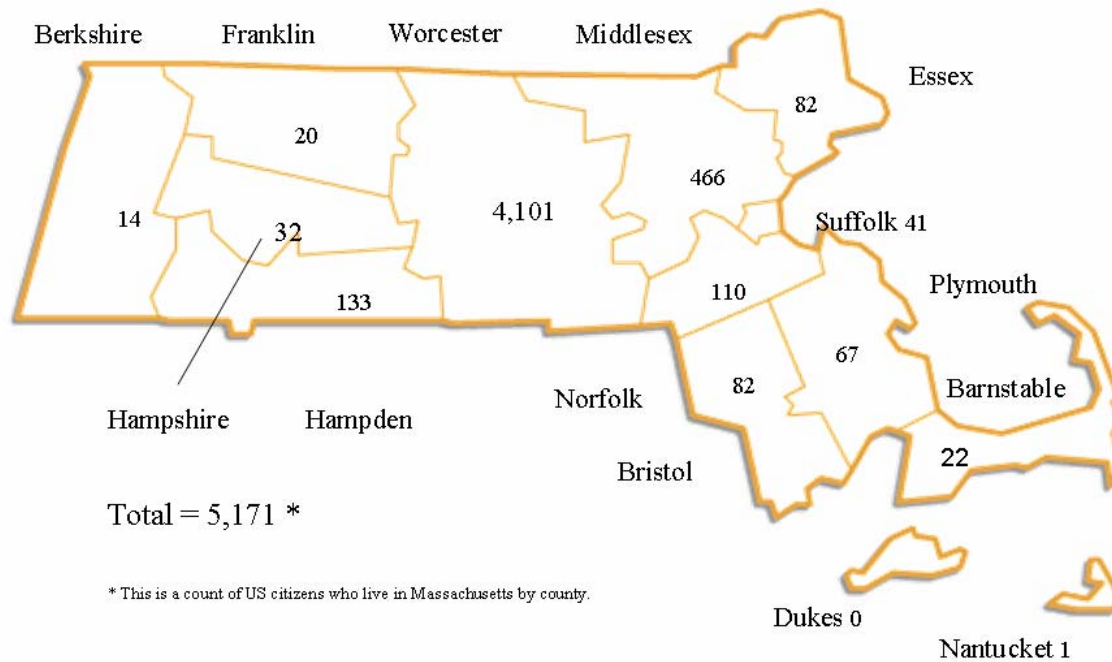 Berkshire Franklin Worcester Middlesex
Essex
82
20
466
14
4,101
32
Suffolk 41
133
110
Plymouth
67
82
Norfolk
Barnstable
Hampshire Hampden
Bristol
22
Total = 5,171 *
* This is a count of US citizens who live in Massachusetts by county.
Dukes 0
Nantucket 1